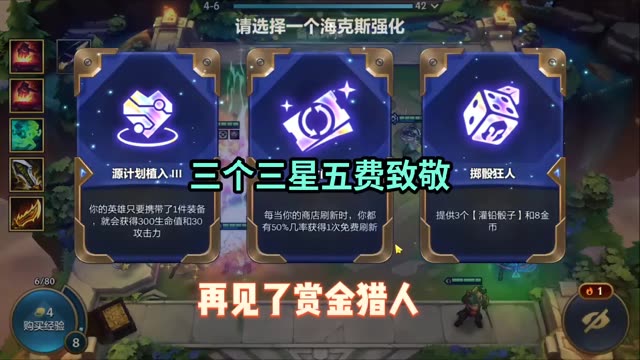 4-6
42
请选择一个海克斯强化
源计划植入 III
掷骰狂人
三个三星五费致敬
你的英雄只要携带了1件装备
，就会获得300生命值和30
攻击力
每当你的商店刷新时，你都
有50%几率获得1次免费刷新
提供3个【灌铅骰子】和8金
币
6/80
4
购买经验
8
1
再见了赏金猎人